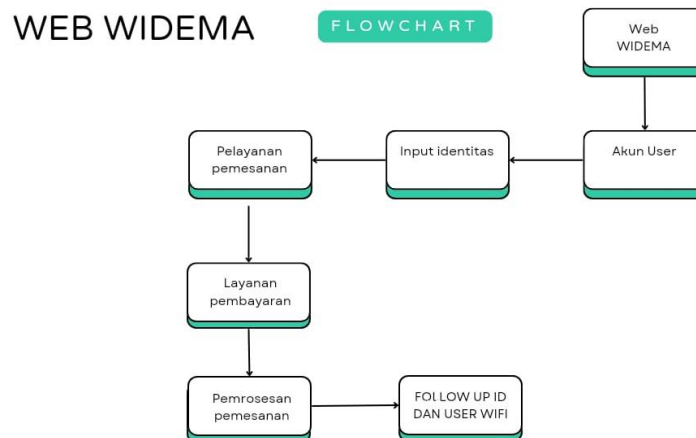 WEB WIDEMA
FLOWCHART
Web
WIDEMA
Akun User
Input identitas
Pelayanan
pemesanan
Layanan
pembayaran
Pemrosesan
pemesanan
FOLLOW UP ID
DAN USER WIFI